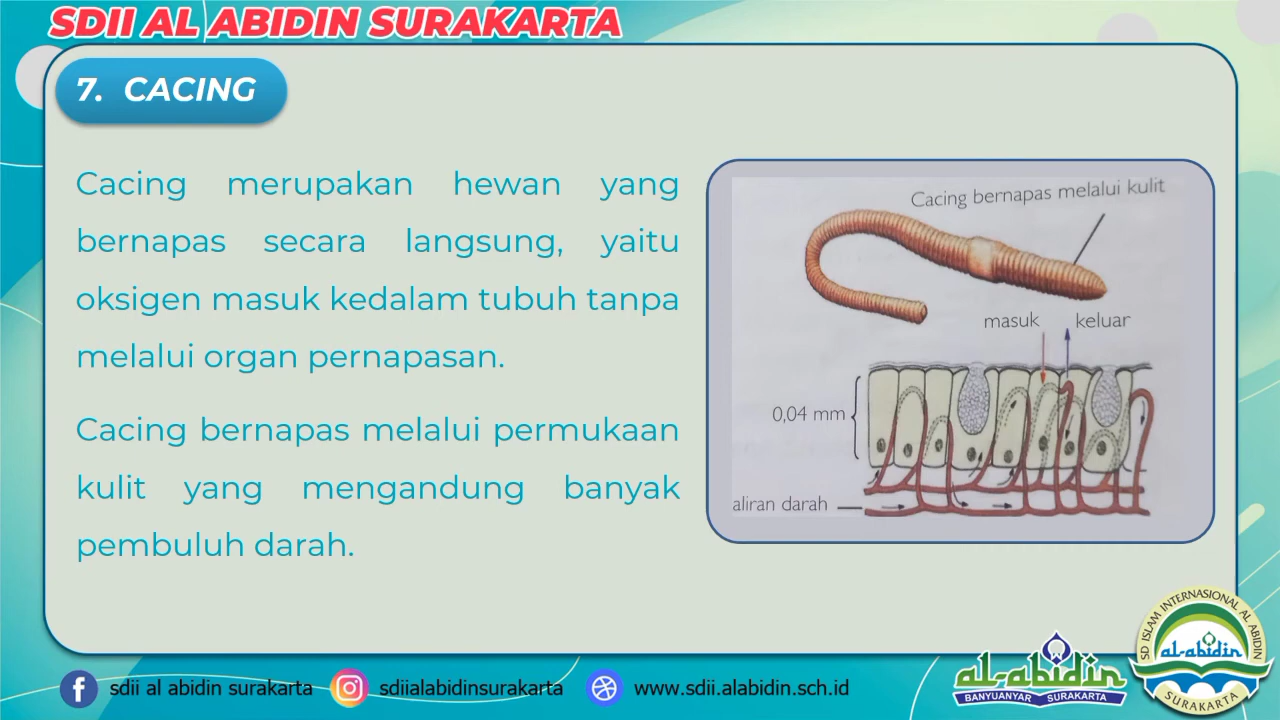 SDII AL ABIDIN SURAKARTA
7. CACING
Cacing merupakan hewan yang
bernapas secara langsung, yaitu
oksigen masuk kedalam tubuh tanpa
melalui organ pernapasan.
Cacing bernapas melalui permukaan
kulit yang mengandung banyak
pembuluh darah.
Cacing bernapas melalui kulit
masuk keluar
0,04 mm
aliran darah
sdii al abidin surakarta
sdiialabidinsurakarta
www.sdii.alabidin.sch.id
al-abidin
BANYUANYAR SURAKARTA
SD ISLAM INTERNASIONAL AL ABIDIN
al-abidin
SURAKARTA